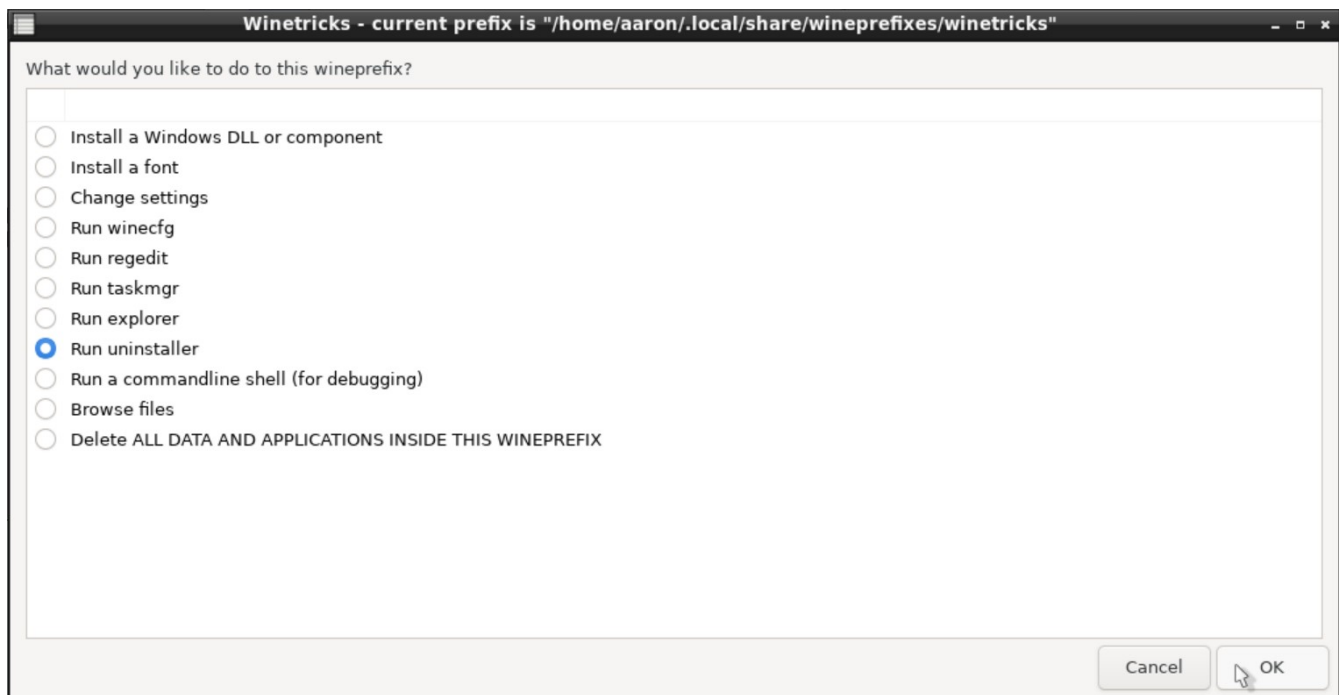 Winetricks - current prefix is "/home/aaron/.local/share/wineprefixes/winetricks"
What would you like to do to this wineprefix?
Install a Windows DLL or component
Install a font
Change settings
Run winecfg
Run regedit
Run taskmgr
Run explorer
Run uninstaller
Run a commandline shell (for debugging)
Browse files
Delete ALL DATA AND APPLICATIONS INSIDE THIS WINEPREFIX
Cancel OK